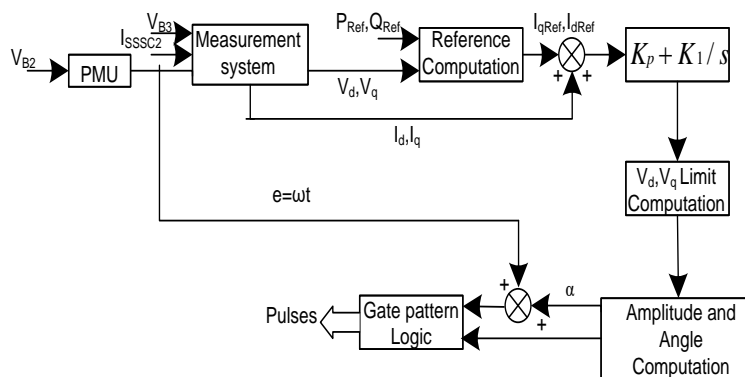 V_B3
I_SSSC2
V_B2
PMU
Measurement
system
P_Ref,Q_Ref
V_d,V_q
Reference
Computation
I_qRef,I_dRef
+
+
K_p + K_1/s
I_d,I_q
e=ωt
V_d,V_q Limit
Computation
Pulses
Gate pattern
Logic
+
+
α
Amplitude and
Angle
Computation